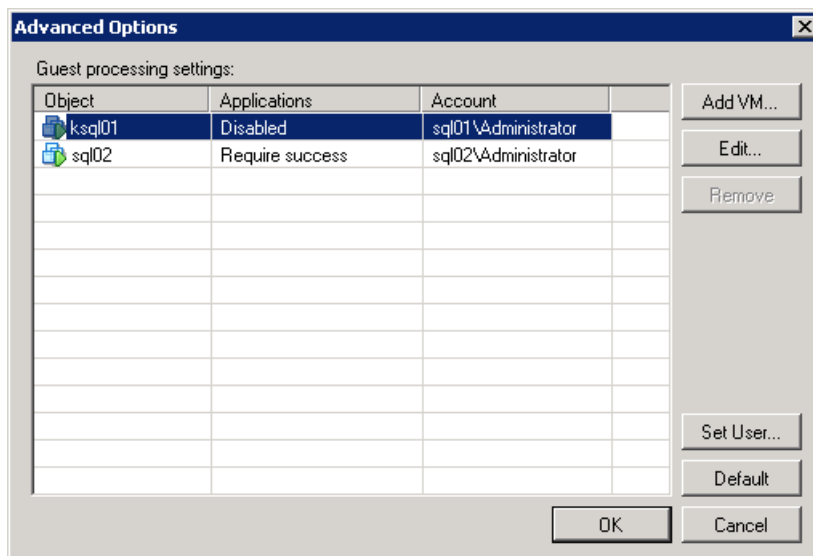 Advanced Options
Guest processing settings:
Object Applications Account
ksql01 Disabled sql01\Administrator
sql02 Require success sql02\Administrator
Add VM...
Edit...
Remove
Set User...
Default
OK Cancel